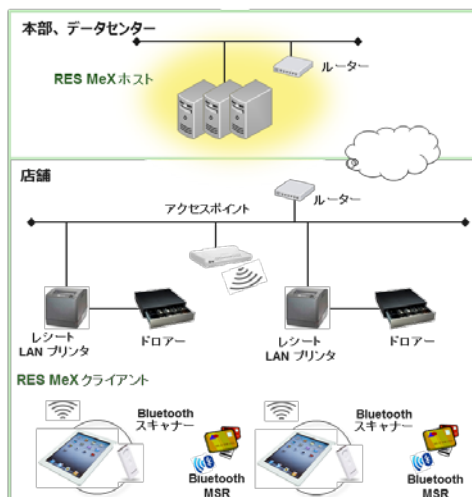 本部、データセンター
ルーター
RES MeX ホスト
店舗
ルーター
アクセスポイント
レシート
LAN プリンタ
ドロアー
レシート
LAN プリンタ
ドロアー
RES MeX クライアント
Bluetooth
スキャナー
Bluetooth
MSR
Bluetooth
スキャナー
Bluetooth
MSR